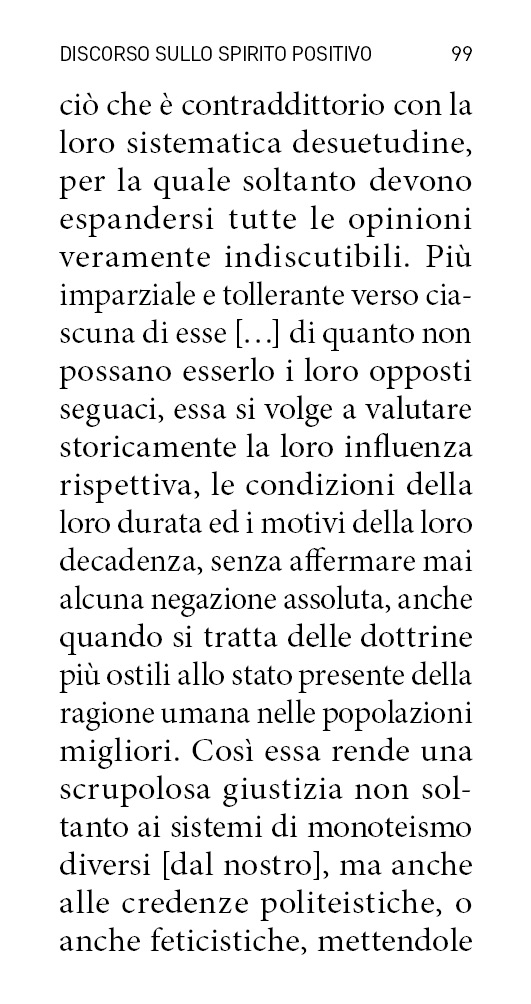 DISCORSO SULLO SPIRITO POSITIVO 99
ciò che è contraddittorio con la
loro sistematica desuetudine,
per la quale soltanto devono
espandersi tutte le opinioni
veramente indiscutibili. Più
imparziale e tollerante verso cia-
scuna di esse […] di quanto non
possano esserlo i loro opposti
seguaci, essa si volge a valutare
storicamente la loro influenza
rispettiva, le condizioni della
loro durata ed i motivi della loro
decadenza, senza affermare mai
alcuna negazione assoluta, anche
quando si tratta delle dottrine
più ostili allo stato presente della
ragione umana nelle popolazioni
migliori. Così essa rende una
scrupolosa giustizia non sol-
tanto ai sistemi di monoteismo
diversi [dal nostro], ma anche
alle credenze politeistiche, o
anche feticistiche, mettendole